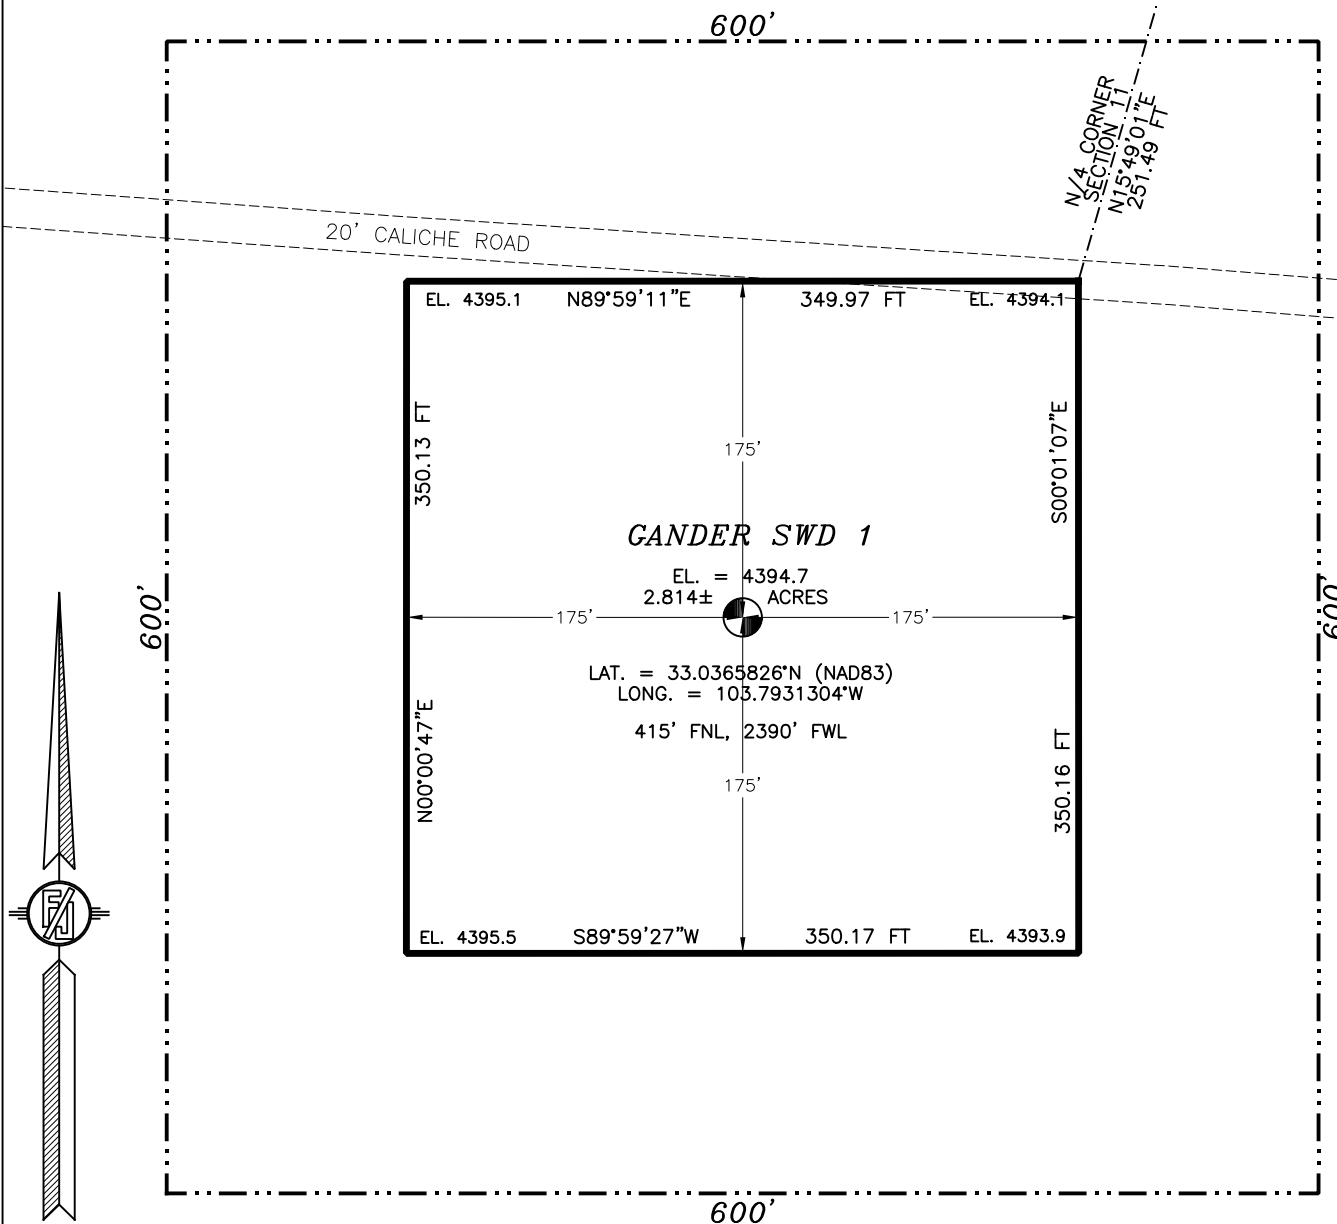 600'
N/4 CORNER
SECTION 11
N15°49'01"E
251.49 FT
20' CALICHE ROAD
EL. 4395.1 N89°59'11"E 349.97 FT EL. 4394.1
350.13 FT
S00°01'07"E
175'
GANDER SWD 1
EL. = 4394.7
2.814± ACRES
600'
175' 175'
600'
LAT. = 33.0365826°N (NAD83)
LONG. = 103.7931304°W
415' FNL, 2390' FWL
N00°00'47"E
350.16 FT
175'
EL. 4395.5 S89°59'27"W 350.17 FT EL. 4393.9
600'